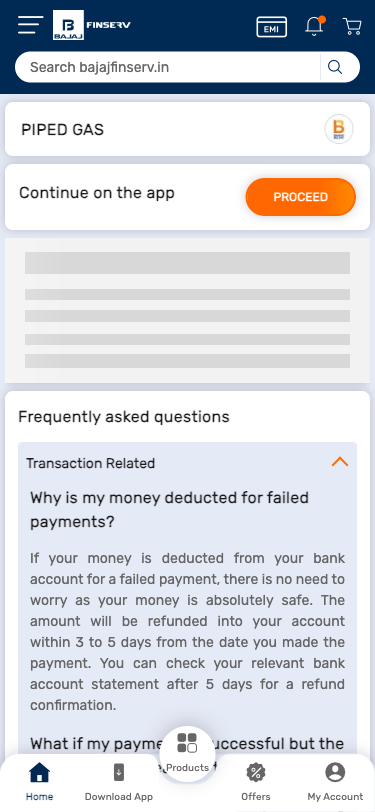 BAJAJ
FINSERV
EMI
Search bajajfinserv.in
PIPED GAS
Continue on the app
PROCEED
Frequently asked questions
Transaction Related
Why is my money deducted for failed
payments?
If your money is deducted from your bank
account for a failed payment, there is no need to
worry as your money is absolutely safe. The
amount will be refunded into your account
within 3 to 5 days from the date you made the
payment. You can check your relevant bank
account statement after 5 days for a refund
confirmation.
What if my payme uccessful but the
Home
Download App
Products
Offers
My Account